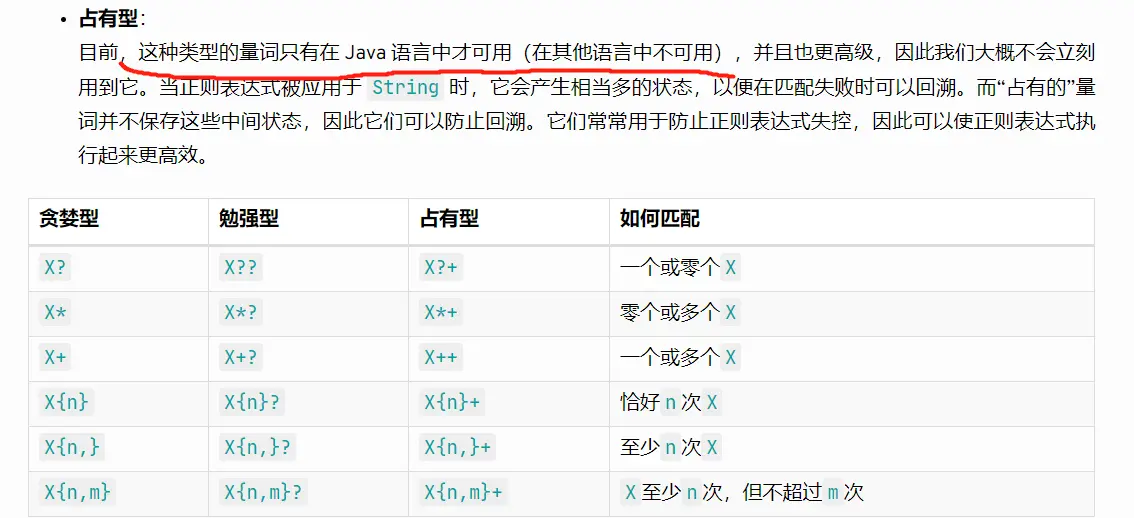 • 占有型：
目前，这种类型的量词只有在 Java 语言中才可用（在其他语言中不可用），并且也更高级，因此我们大概不会立刻
用到它。当正则表达式被应用于 String 时，它会产生相当多的状态，以便在匹配失败时可以回溯。而“占有的”量
词并不保存这些中间状态，因此它们可以防止回溯。它们常常用于防止正则表达式失控，因此可以使正则表达式执
行起来更高效。
贪婪型 勉强型 占有型 如何匹配
X? X?? X?+ 一个或零个 X
X* X*? X*+ 零个或多个 X
X+ X+? X++ 一个或多个 X
X{n} X{n}? X{n}+ 恰好 n 次 X
X{n,} X{n,}? X{n,}+ 至少 n 次 X
X{n,m} X{n,m}? X{n,m}+ X 至少 n 次，但不超过 m 次